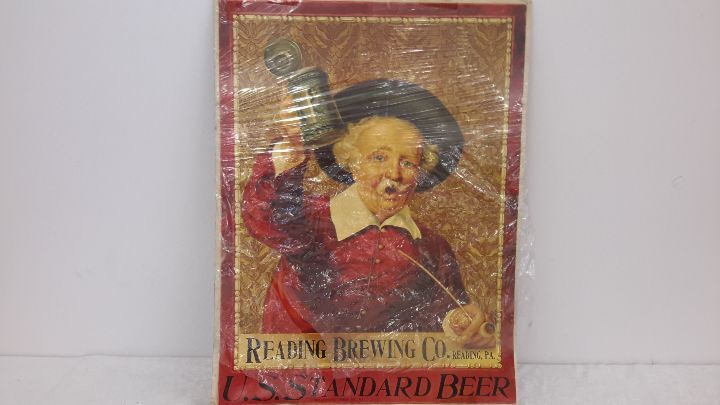 READING BREWING CO. READING, PA.
U.S. STANDARD BEER